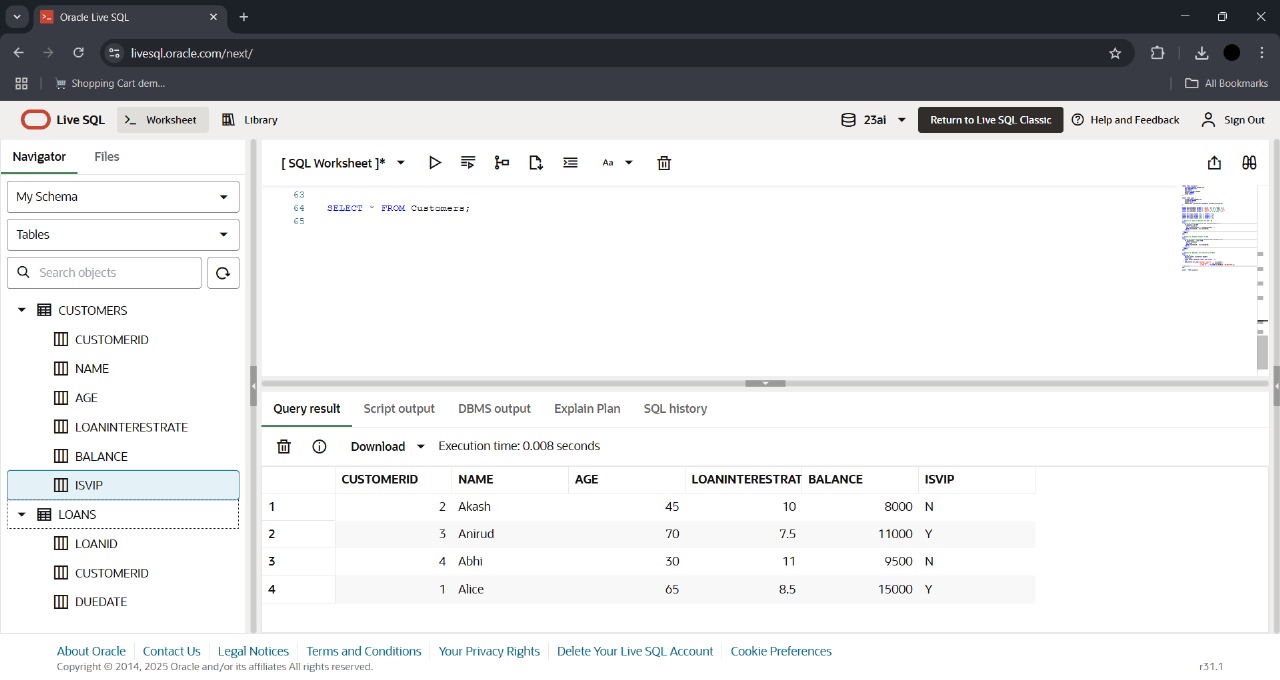 Oracle Live SQL
livesql.oracle.com/next/
Shopping Cart dem...
All Bookmarks
Live SQL
>_ Worksheet
Library
23ai
Return to Live SQL Classic
Help and Feedback
Sign Out
Navigator
Files
[ SQL Worksheet ]*
Aa
My Schema
Tables
Search objects
CUSTOMERS
CUSTOMERID
NAME
AGE
LOANINTERESTRATE
BALANCE
ISVIP
LOANS
LOANID
CUSTOMERID
DUEDATE
63
64 SELECT * FROM Customers;
65
Query result Script output DBMS output Explain Plan SQL history
Download Execution time: 0.008 seconds
CUSTOMERID NAME AGE LOANINTERESTRAT BALANCE ISVIP
1 2 Akash 45 10 8000 N
2 3 Anirud 70 7.5 11000 Y
3 4 Abhi 30 11 9500 N
4 1 Alice 65 8.5 15000 Y
About Oracle Contact Us Legal Notices Terms and Conditions Your Privacy Rights Delete Your Live SQL Account Cookie Preferences
Copyright © 2014, 2025 Oracle and/or its affiliates All rights reserved.
r31.1